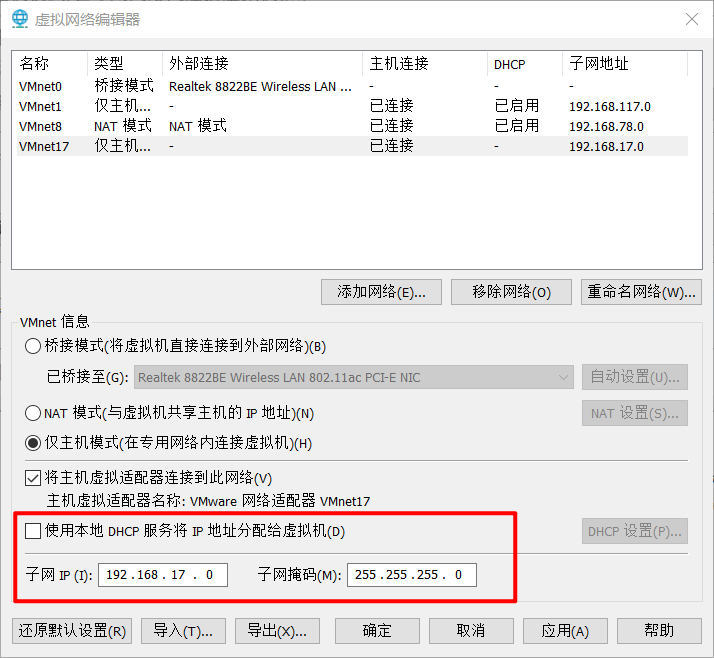 虚拟网络编辑器
名称 类型 外部连接 主机连接 DHCP 子网地址
VMnet0 桥接模式 Realtek 8822BE Wireless LAN ... - - -
VMnet1 仅主机... - 已连接 已启用 192.168.117.0
VMnet8 NAT 模式 NAT 模式 已连接 已启用 192.168.78.0
VMnet17 仅主机... - 已连接 - 192.168.17.0
添加网络(E)... 移除网络(O) 重命名网络(W)...
VMnet 信息
桥接模式(将虚拟机直接连接到外部网络)(B)
已桥接至(G): Realtek 8822BE Wireless LAN 802.11ac PCI-E NIC 自动设置(U)...
NAT 模式(与虚拟机共享主机的 IP 地址)(N) NAT 设置(S)...
仅主机模式(在专用网络内连接虚拟机)(H)
将主机虚拟适配器连接到此网络(V)
主机虚拟适配器名称: VMware 网络适配器 VMnet17
使用本地 DHCP 服务将 IP 地址分配给虚拟机(D) DHCP 设置(P)...
子网 IP (I): 192 . 168 . 17 . 0 子网掩码(M): 255 . 255 . 255 . 0
还原默认设置(R) 导入(T)... 导出(X)... 确定 取消 应用(A) 帮助